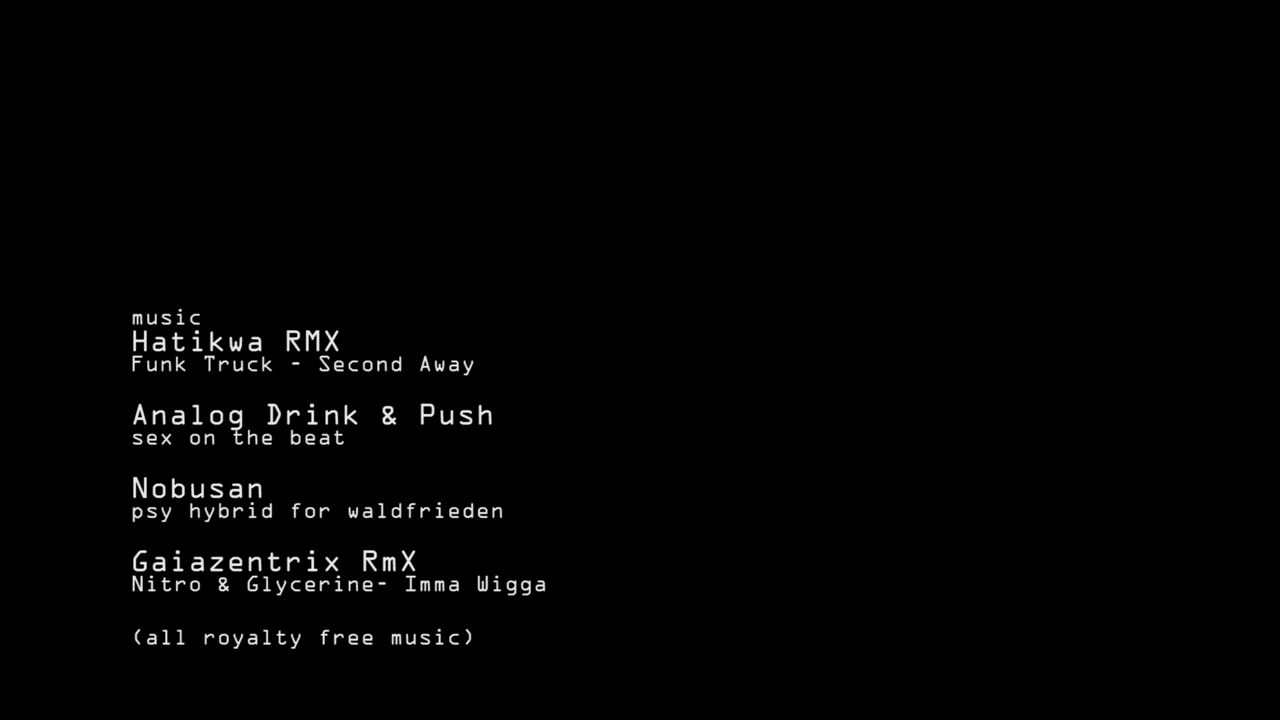 music
Hatikwa RMX
Funk Truck - Second Away
Analog Drink & Push
sex on the beat
Nobusan
psy hybrid for waldfrieden
Gaiazentrix RmX
Nitro & Glycerine- Imma Wigga
(all royalty free music)